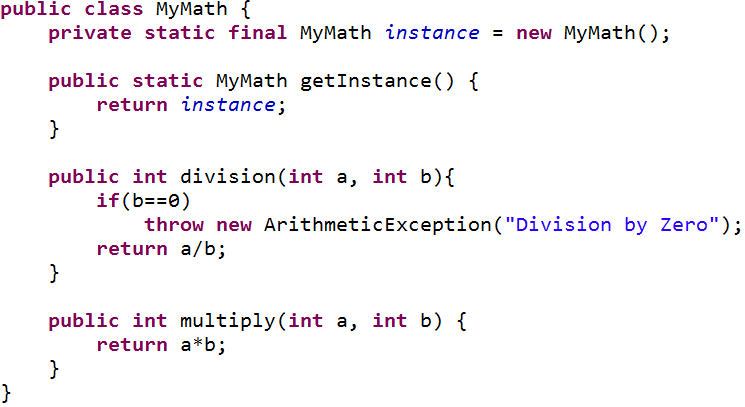 public class MyMath {
    private static final MyMath instance = new MyMath();

    public static MyMath getInstance() {
        return instance;
    }

    public int division(int a, int b){
        if(b==0)
            throw new ArithmeticException("Division by Zero");
        return a/b;
    }

    public int multiply(int a, int b) {
        return a*b;
    }
}